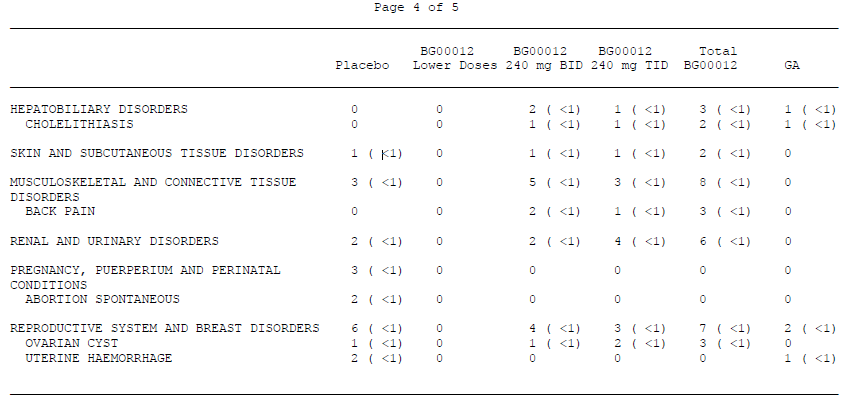 Page 4 of 5
BG00012 BG00012 BG00012 Total
Placebo Lower Doses 240 mg BID 240 mg TID BG00012 GA
HEPATOBILIARY DISORDERS 0 0 2 ( <1) 1 ( <1) 3 ( <1) 1 ( <1)
CHOLELITHIASIS 0 0 1 ( <1) 1 ( <1) 2 ( <1) 1 ( <1)
SKIN AND SUBCUTANEOUS TISSUE DISORDERS 1 ( <1) 0 1 ( <1) 1 ( <1) 2 ( <1) 0
MUSCULOSKELETAL AND CONNECTIVE TISSUE 3 ( <1) 0 5 ( <1) 3 ( <1) 8 ( <1) 0
DISORDERS
BACK PAIN 0 0 2 ( <1) 1 ( <1) 3 ( <1) 0
RENAL AND URINARY DISORDERS 2 ( <1) 0 2 ( <1) 4 ( <1) 6 ( <1) 0
PREGNANCY, PUERPERIUM AND PERINATAL 3 ( <1) 0 0 0 0 0
CONDITIONS
ABORTION SPONTANEOUS 2 ( <1) 0 0 0 0 0
REPRODUCTIVE SYSTEM AND BREAST DISORDERS 6 ( <1) 0 4 ( <1) 3 ( <1) 7 ( <1) 2 ( <1)
OVARIAN CYST 1 ( <1) 0 1 ( <1) 2 ( <1) 3 ( <1) 0
UTERINE HAEMORRHAGE 2 ( <1) 0 0 0 0 1 ( <1)